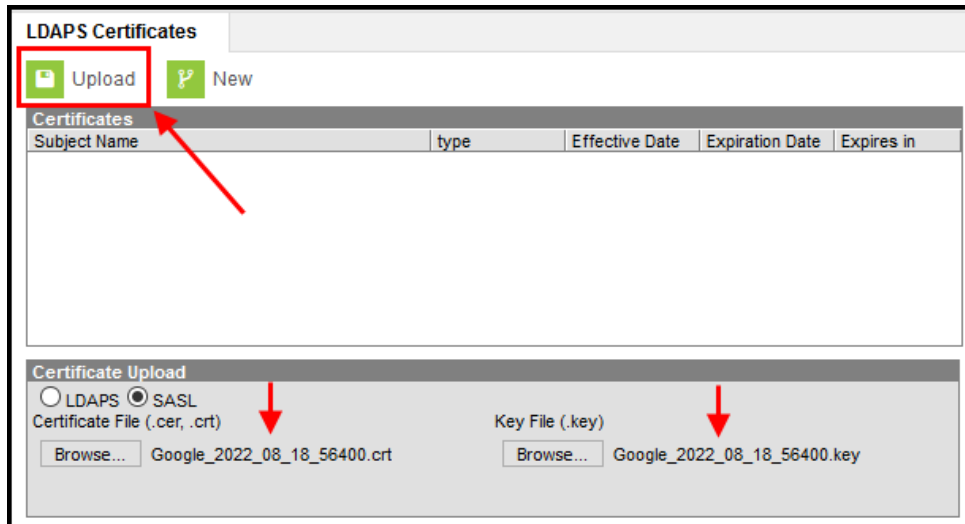 LDAPS Certificates
Upload New
Certificates
Subject Name type Effective Date Expiration Date Expires in
Certificate Upload
LDAPS SASL
Certificate File (.cer, .crt) Key File (.key)
Browse... Google_2022_08_18_56400.crt Browse... Google_2022_08_18_56400.key